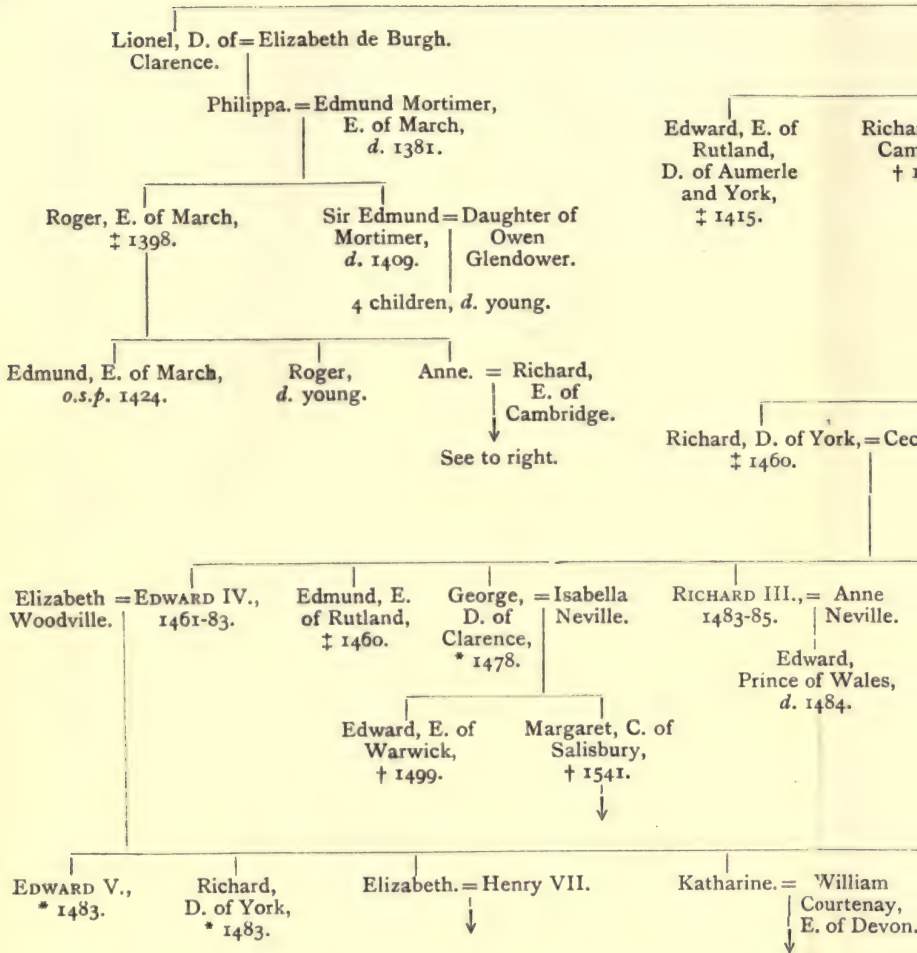 Lionel, D. of = Elizabeth de Burgh.
Clarence.
Philippa. = Edmund Mortimer,
E. of March,
d. 1381.
Edward, E. of
Rutland,
D. of Aumerle
and York,
‡ 1415.
Richa
Cam
† 1
Roger, E. of March,
‡ 1398.
Sir Edmund = Daughter of
Mortimer, Owen
d. 1409. Glendower.
4 children, d. young.
Edmund, E. of March,
o.s.p. 1424.
Roger,
d. young.
Anne. = Richard,
E. of
Cambridge.
See to right.
Richard, D. of York, = Cec
‡ 1460.
Elizabeth = EDWARD IV.,
Woodville. 1461-83.
Edmund, E.
of Rutland,
‡ 1460.
George, = Isabella
D. of Neville.
Clarence,
* 1478.
RICHARD III., = Anne
1483-85. Neville.
Edward,
Prince of Wales,
d. 1484.
Edward, E. of
Warwick,
† 1499.
Margaret, C. of
Salisbury,
† 1541.
EDWARD V.,
* 1483.
Richard,
D. of York,
* 1483.
Elizabeth. = Henry VII.
Katharine. = William
Courtenay,
E. of Devon.